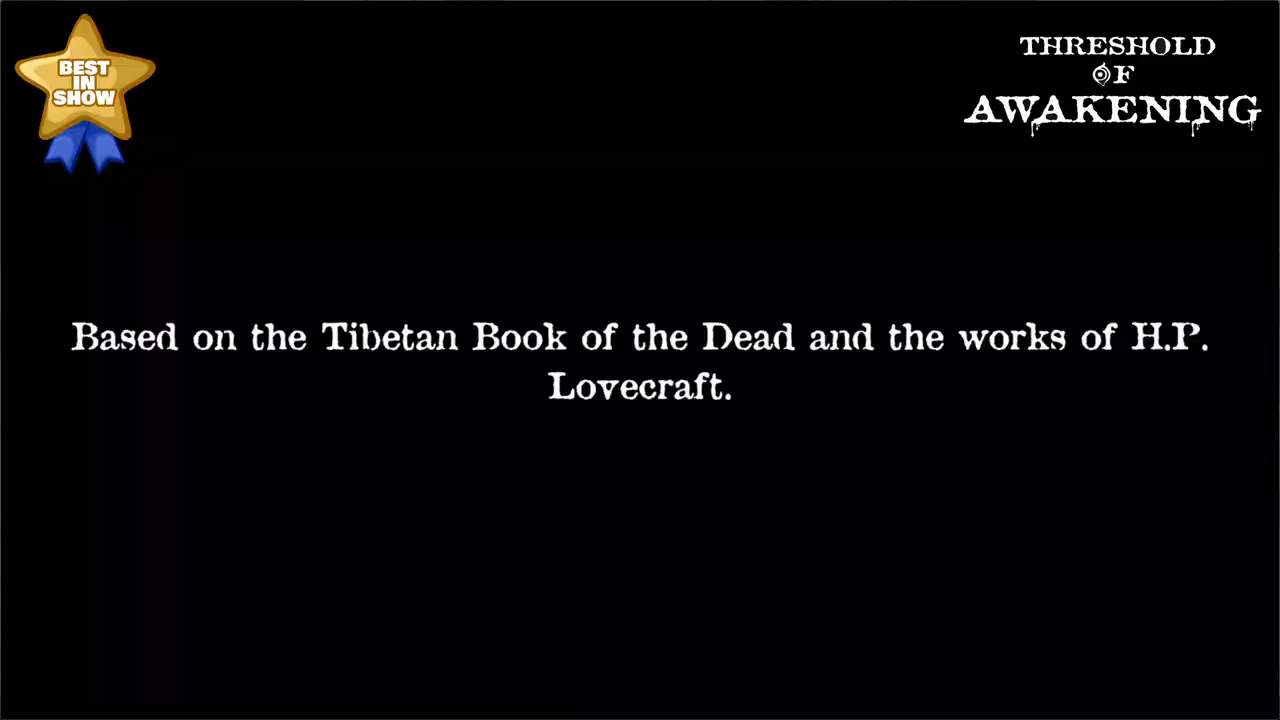 BEST
IN
SHOW
THRESHOLD
OF
AWAKENING
Based on the Tibetan Book of the Dead and the works of H.P.
Lovecraft.